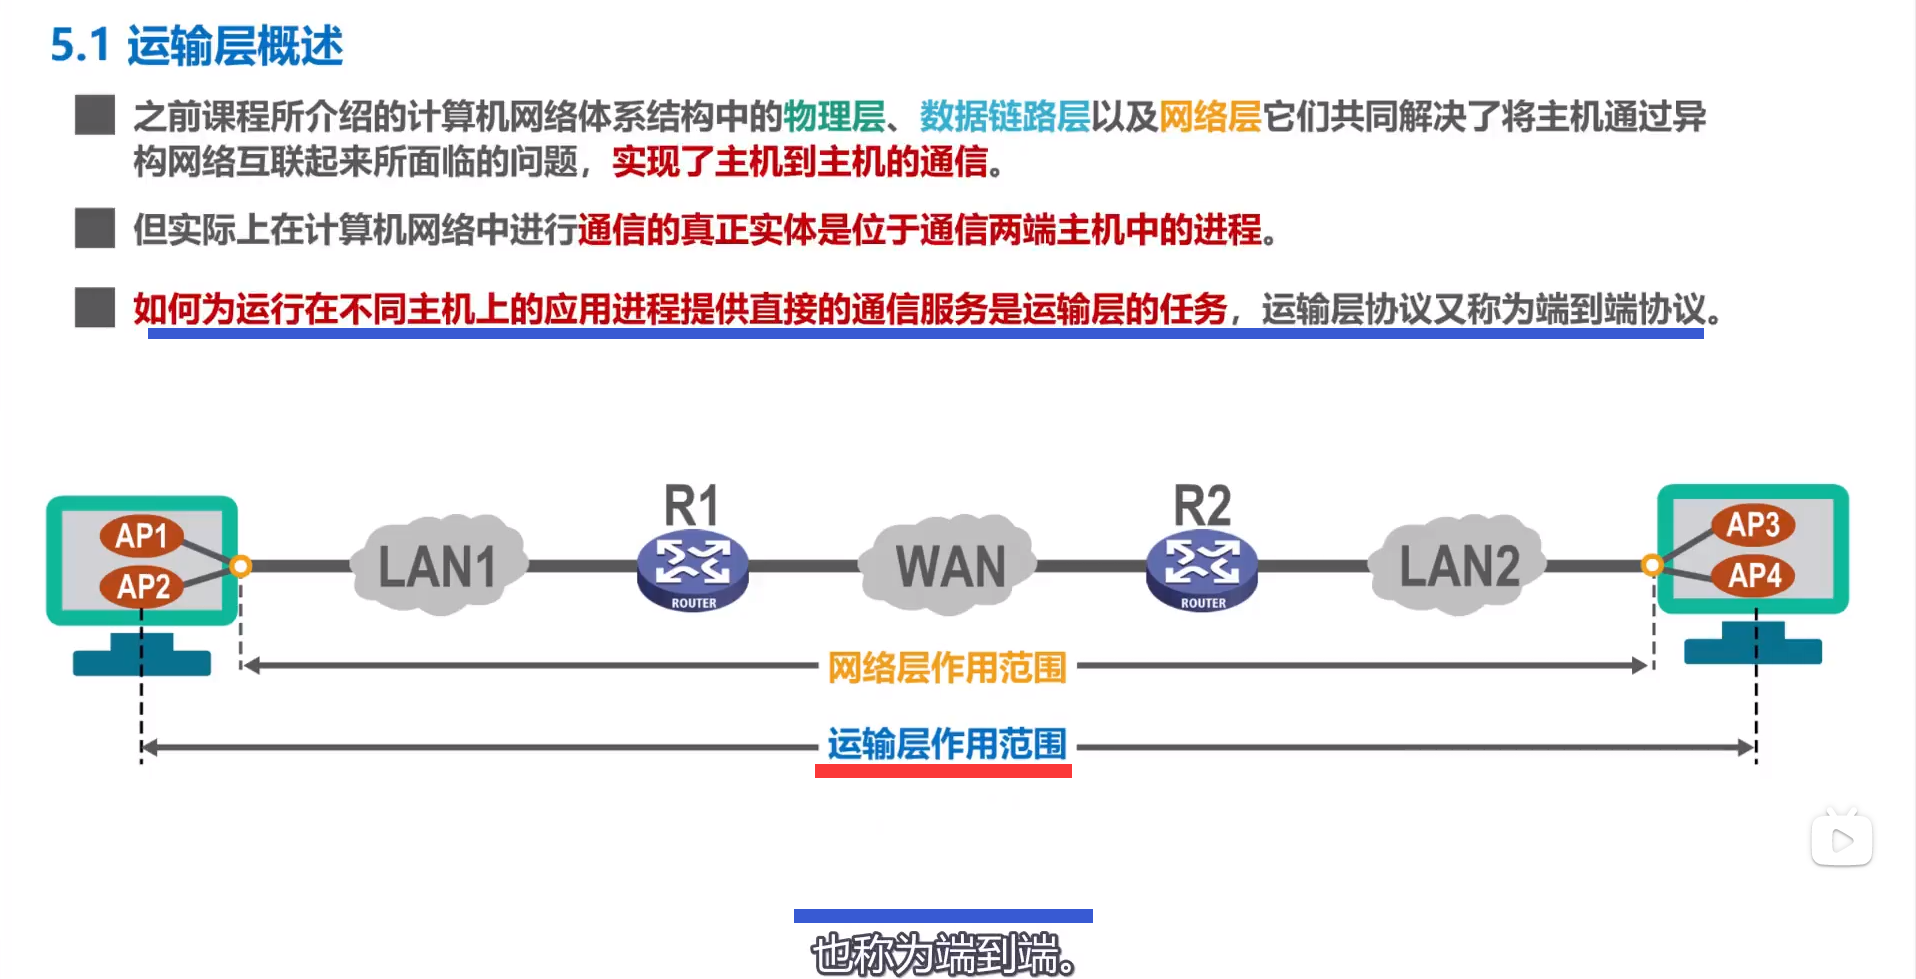 5.1 运输层概述
之前课程所介绍的计算机网络体系结构中的物理层、数据链路层以及网络层它们共同解决了将主机通过异
构网络互联起来所面临的问题，实现了主机到主机的通信。
但实际上在计算机网络中进行通信的真正实体是位于通信两端主机中的进程。
如何为运行在不同主机上的应用进程提供直接的通信服务是运输层的任务，运输层协议又称为端到端协议。
R1
R2
AP1
AP2
LAN1
ROUTER
WAN
ROUTER
LAN2
AP3
AP4
网络层作用范围
运输层作用范围
也称为端到端。